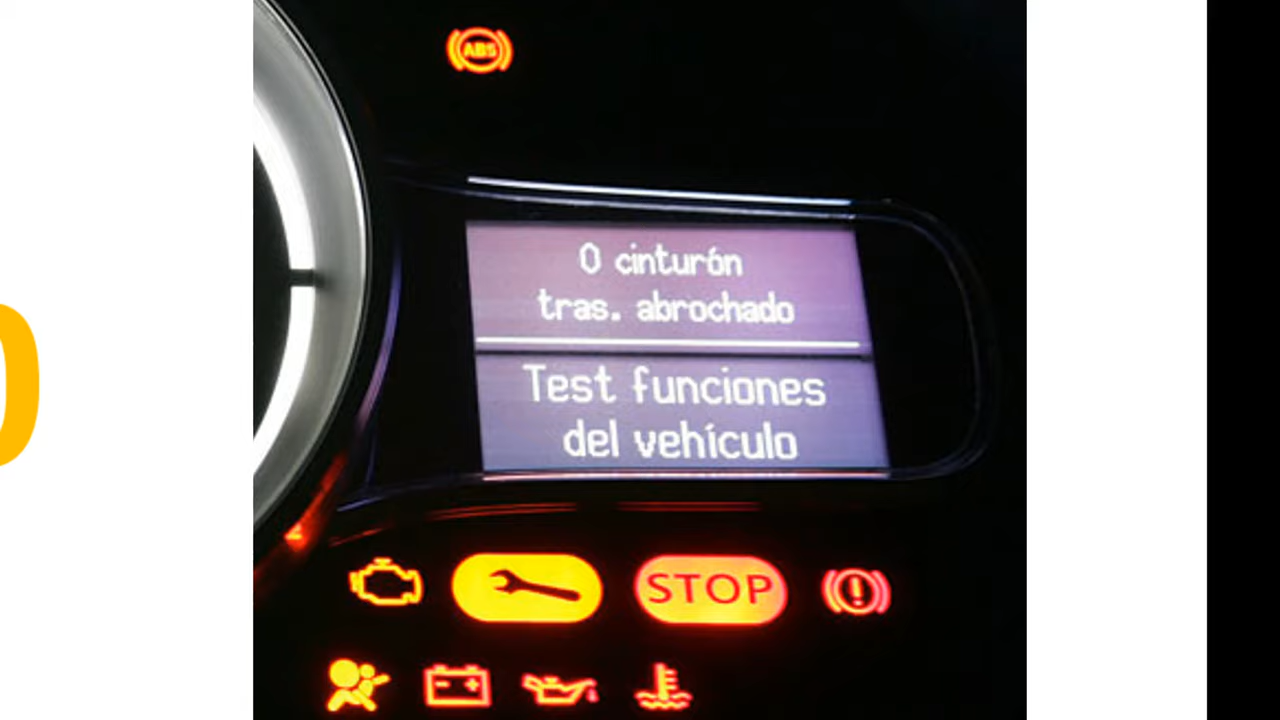 ABS
0 cinturón
tras. abrochado
Test funciones
del vehículo
STOP